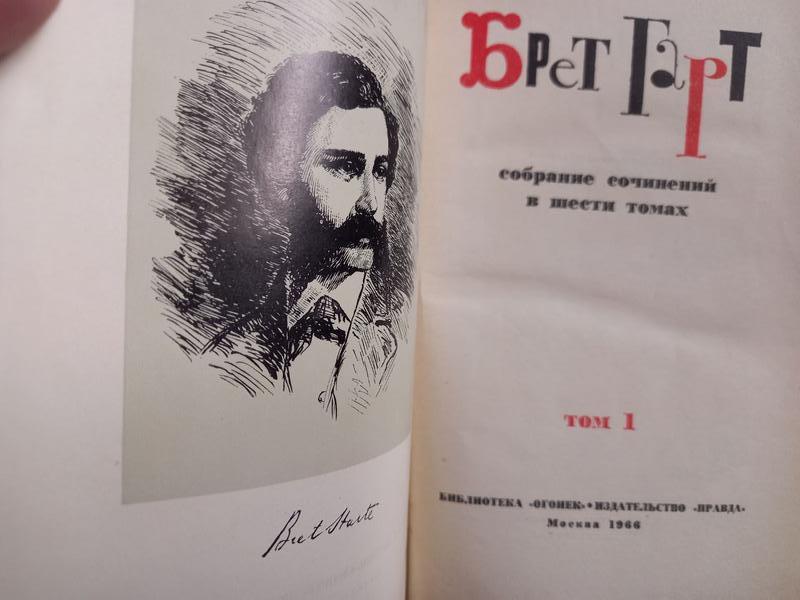 Bret Harte
Брет Гарт
собрание сочинений
в шести томах
том 1
БИБЛИОТЕКА «ОГОНЕК» • ИЗДАТЕЛЬСТВО «ПРАВДА»
Москва 1966